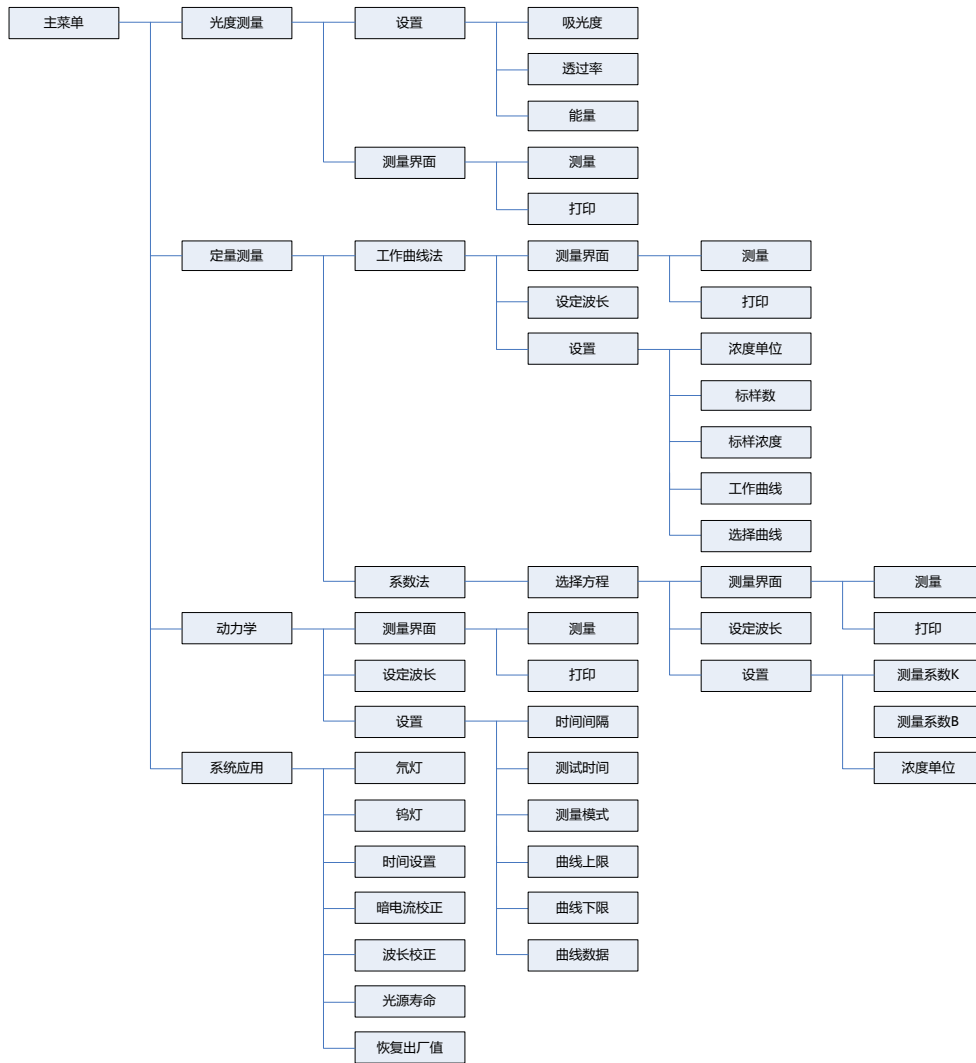 主菜单
光度测量
设置
吸光度
透过率
能量
测量界面
测量
打印
定量测量
工作曲线法
测量界面
测量
打印
设定波长
设置
浓度单位
标样数
标样浓度
工作曲线
选择曲线
系数法
选择方程
测量界面
测量
打印
设定波长
设置
测量系数K
测量系数B
浓度单位
动力学
测量界面
测量
打印
设定波长
设置
时间间隔
测试时间
测量模式
曲线上限
曲线下限
曲线数据
系统应用
氘灯
钨灯
时间设置
暗电流校正
波长校正
光源寿命
恢复出厂值